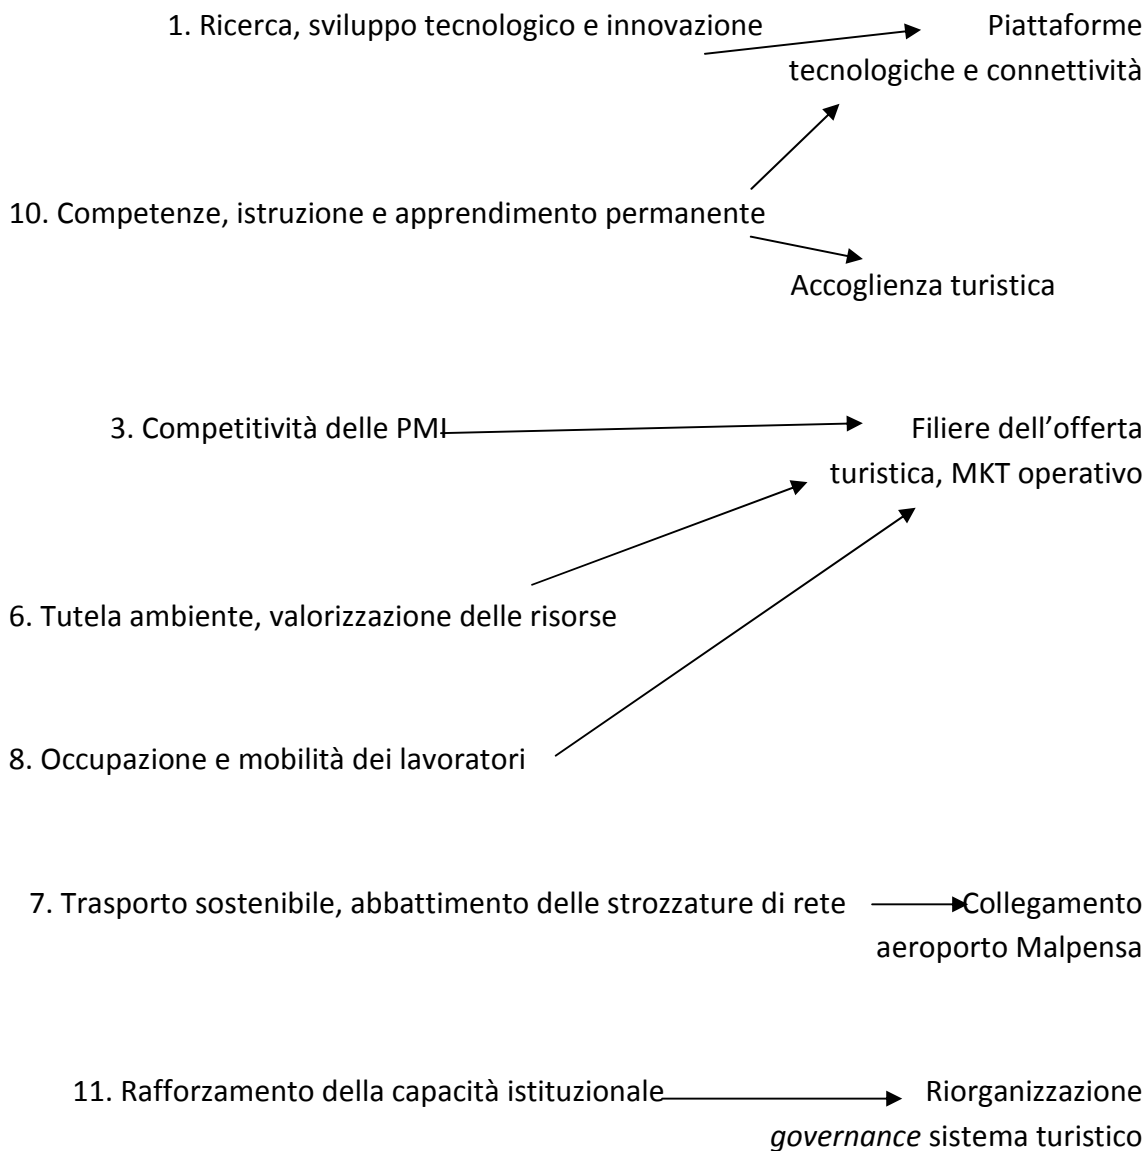 1. Ricerca, sviluppo tecnologico e innovazione Piattaforme
tecnologiche e connettività
10. Competenze, istruzione e apprendimento permanente
Accoglienza turistica
3. Competitività delle PMI Filiere dell’offerta
turistica, MKT operativo
6. Tutela ambiente, valorizzazione delle risorse
8. Occupazione e mobilità dei lavoratori
7. Trasporto sostenibile, abbattimento delle strozzature di rete Collegamento
aeroporto Malpensa
11. Rafforzamento della capacità istituzionale Riorganizzazione
governance sistema turistico